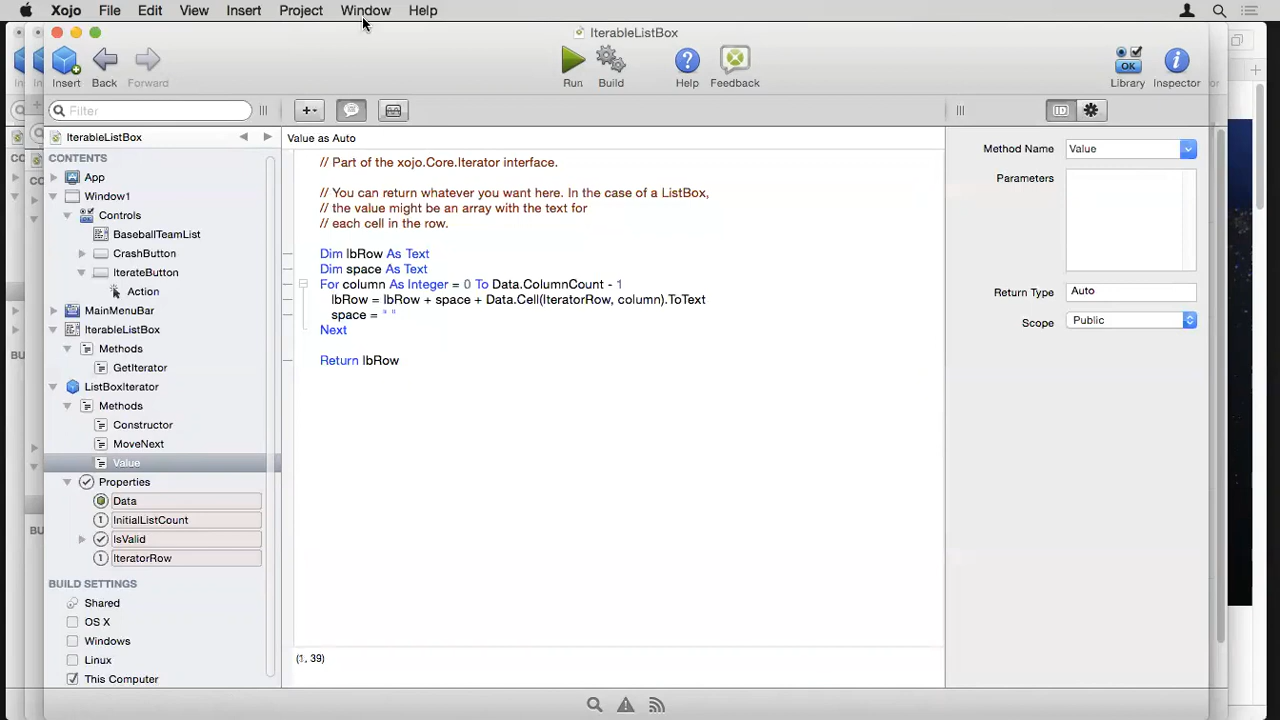 Xojo File Edit View Insert Project Window Help
IterableListBox
Insert Back Forward Run Build Help Feedback Library Inspector
OK
Filter
ID
IterableListBox
Value as Auto
CONTENTS
App
Window1
Controls
BaseballTeamList
CrashButton
IterateButton
Action
MainMenuBar
IterableListBox
Methods
GetIterator
ListBoxIterator
Methods
Constructor
MoveNext
Value
Properties
Data
InitialListCount
IsValid
IteratorRow
BUILD SETTINGS
Shared
OS X
Windows
Linux
This Computer
// Part of the xojo.Core.Iterator interface.
// You can return whatever you want here. In the case of a ListBox,
// the value might be an array with the text for
// each cell in the row.
Dim lbRow As Text
Dim space As Text
For column As Integer = 0 To Data.ColumnCount - 1
lbRow = lbRow + space + Data.Cell(IteratorRow, column).ToText
space = " "
Next
Return lbRow
(1, 39)
Method Name Value
Parameters
Return Type Auto
Scope Public